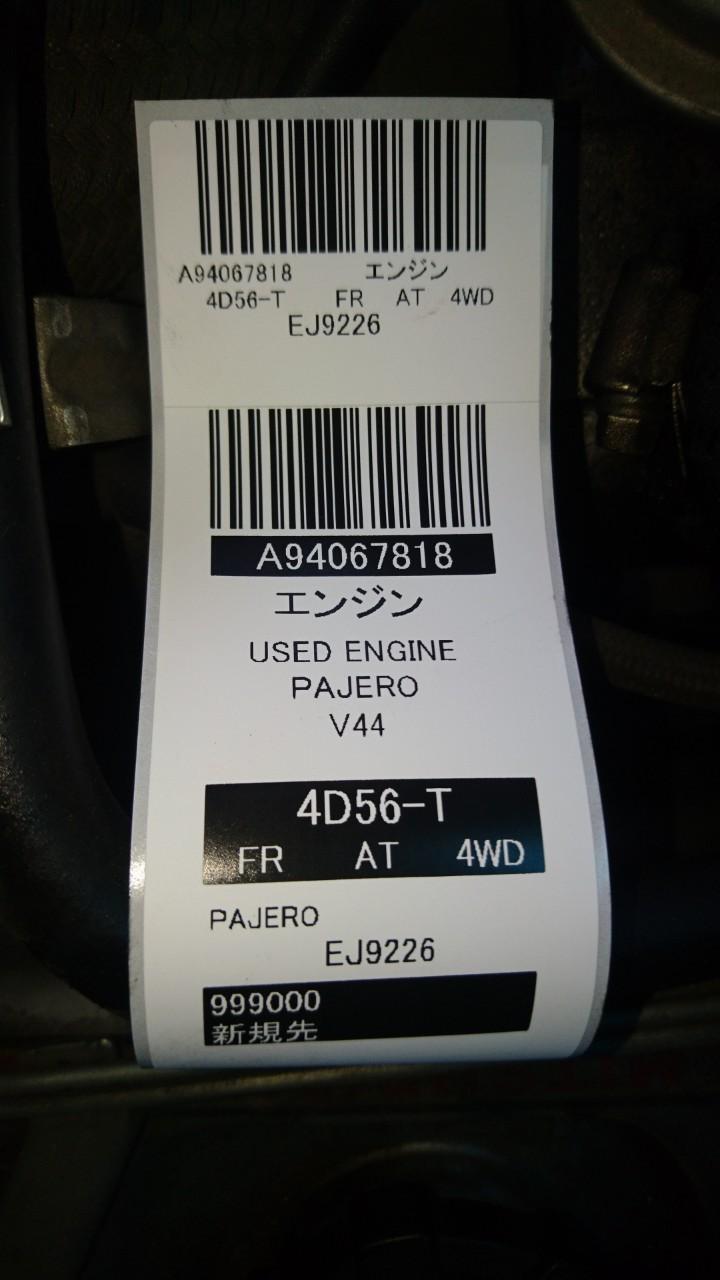 A94067818 エンジン
4D56-T FR AT 4WD
EJ9226
A94067818
エンジン
USED ENGINE
PAJERO
V44
4D56-T
FR AT 4WD
PAJERO
EJ9226
999000
新規先